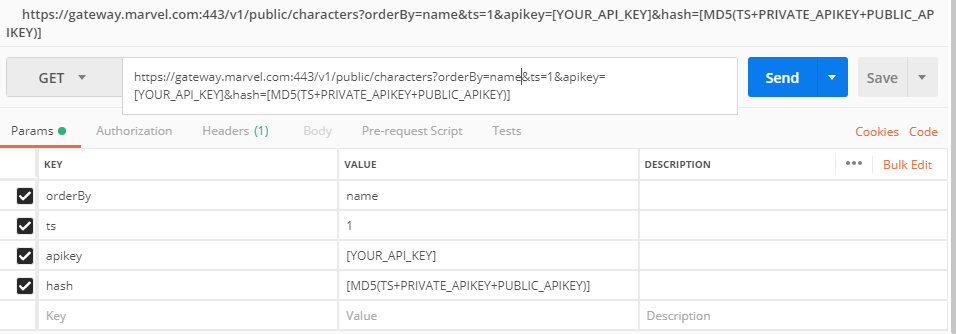 https://gateway.marvel.com:443/v1/public/characters?orderBy=name&ts=1&apikey=[YOUR_API_KEY]&hash=[MD5(TS+PRIVATE_APIKEY+PUBLIC_AP
IKEY)]
GET
https://gateway.marvel.com:443/v1/public/characters?orderBy=name&ts=1&apikey=
[YOUR_API_KEY]&hash=[MD5(TS+PRIVATE_APIKEY+PUBLIC_APIKEY)]
Send Save
Params Authorization Headers (1) Body Pre-request Script Tests Cookies Code
KEY VALUE DESCRIPTION ••• Bulk Edit
orderBy name
ts 1
apikey [YOUR_API_KEY]
hash [MD5(TS+PRIVATE_APIKEY+PUBLIC_APIKEY)]
Key Value Description